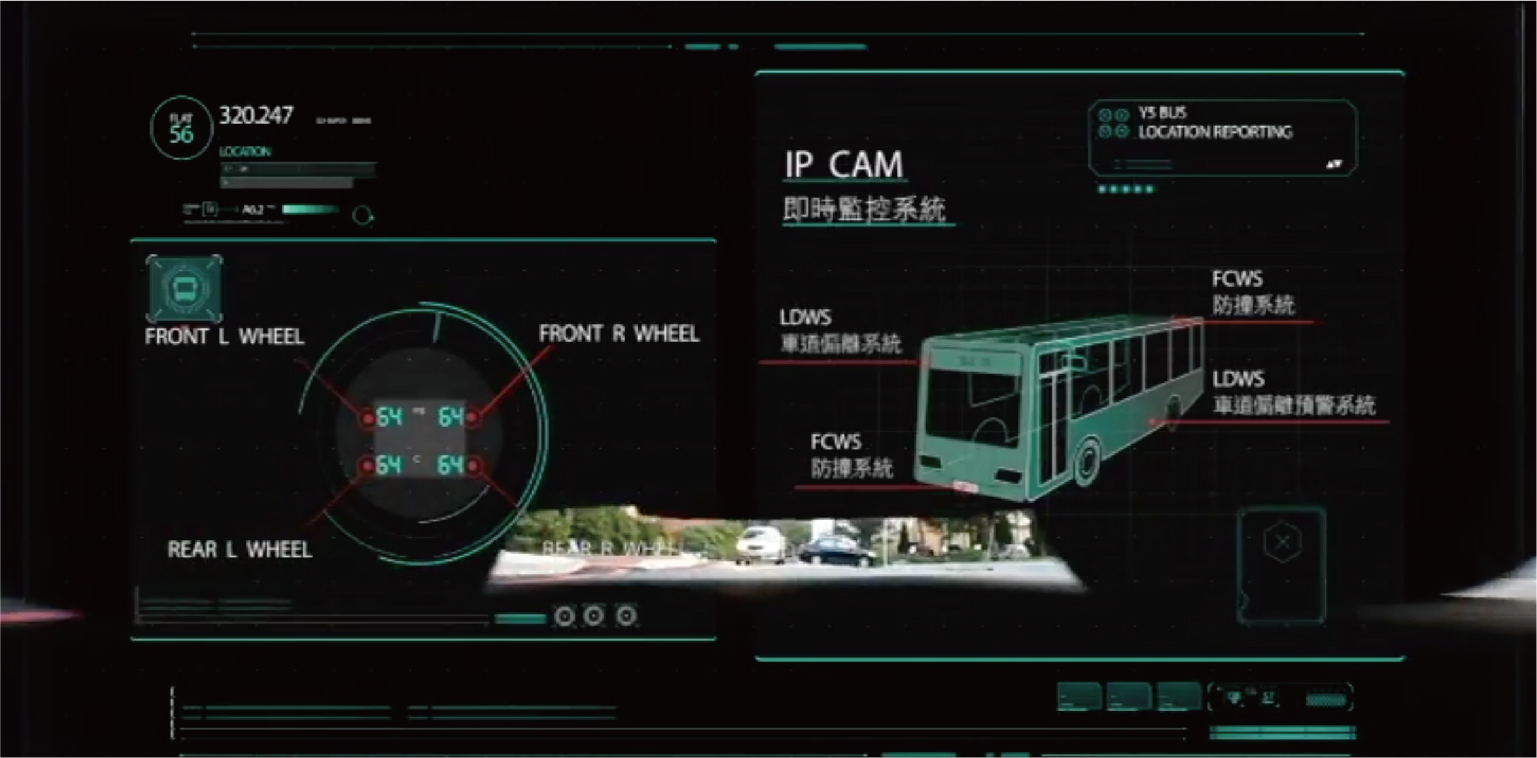 FLAT
56
320.247
LOCATION
A6.2
FRONT L WHEEL
FRONT R WHEEL
64
64
64
C
64
REAR L WHEEL
REAR R WHEEL
Y5 BUS
LOCATION REPORTING
IP CAM
即時監控系統
FCWS
防撞系統
LDWS
車道偏離系統
LDWS
車道偏離預警系統
FCWS
防撞系統